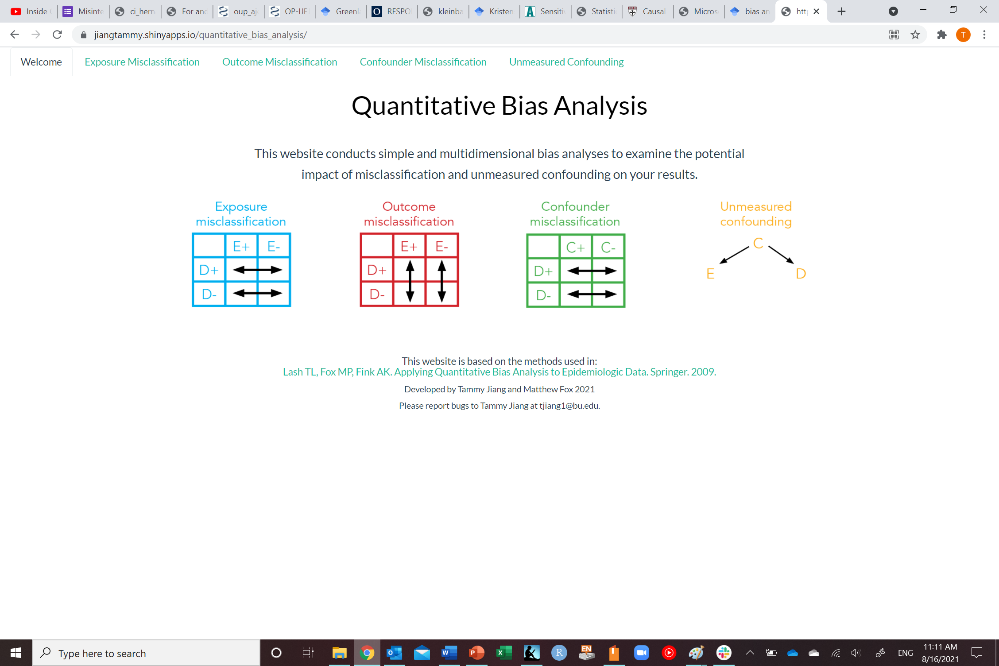 Inside
Misinte
ci_hern
For and
oup_aj
OP-IJE
Greenl
RESPO
kleinba
Kristen
Sensitiv
Statisti
Causal
Micros
bias an
htt
jiangtammy.shinyapps.io/quantitative_bias_analysis/
T
Welcome
Exposure Misclassification
Outcome Misclassification
Confounder Misclassification
Unmeasured Confounding
Quantitative Bias Analysis
This website conducts simple and multidimensional bias analyses to examine the potential
impact of misclassification and unmeasured confounding on your results.
Exposure
misclassification
E+ E-
D+
D-
Outcome
misclassification
E+ E-
D+
D-
Confounder
misclassification
C+ C-
D+
D-
Unmeasured
confounding
C
E D
This website is based on the methods used in:
Lash TL, Fox MP, Fink AK. Applying Quantitative Bias Analysis to Epidemiologic Data. Springer. 2009.
Developed by Tammy Jiang and Matthew Fox 2021
Please report bugs to Tammy Jiang at tjiang1@bu.edu.
Type here to search
EN
R
ENG
11:11 AM
8/16/2021